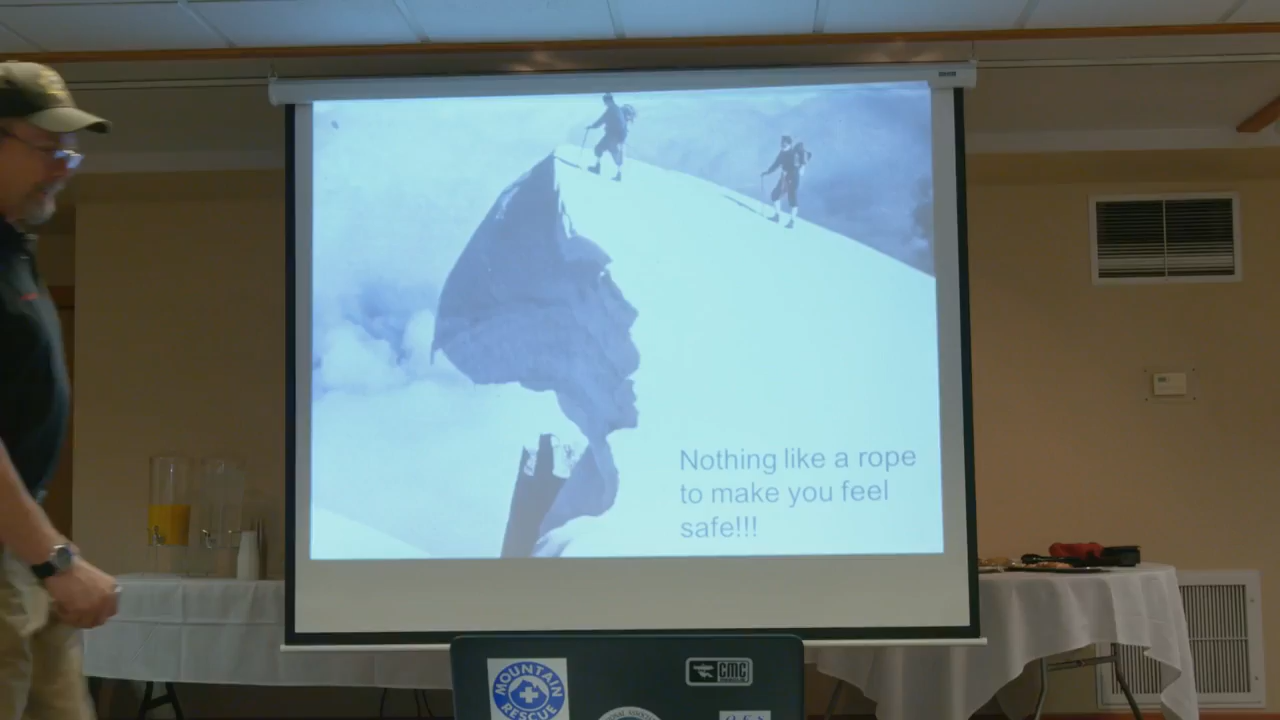 Nothing like a rope
to make you feel
safe!!!
MOUNTAIN
RESCUE
CMC